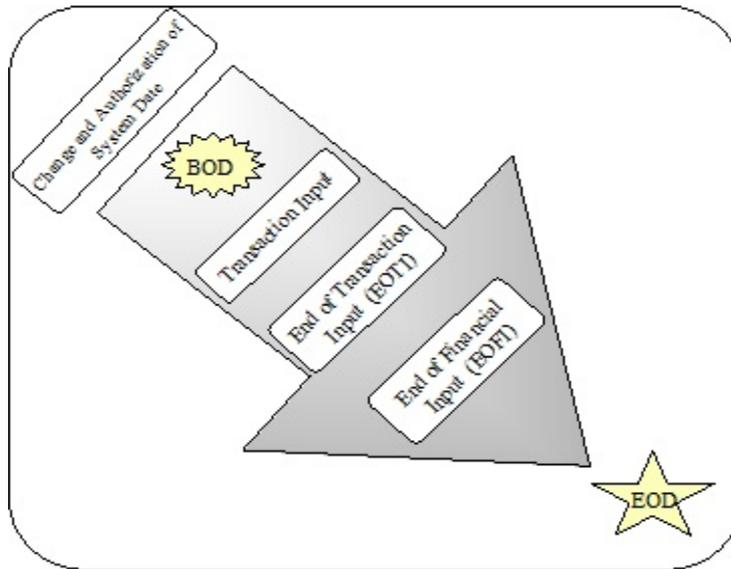 Change and Authorization of
System Date
BOD
Transaction Input
End of Transaction
Input (EOTI)
End of Financial
Input (EOFI)
EOD